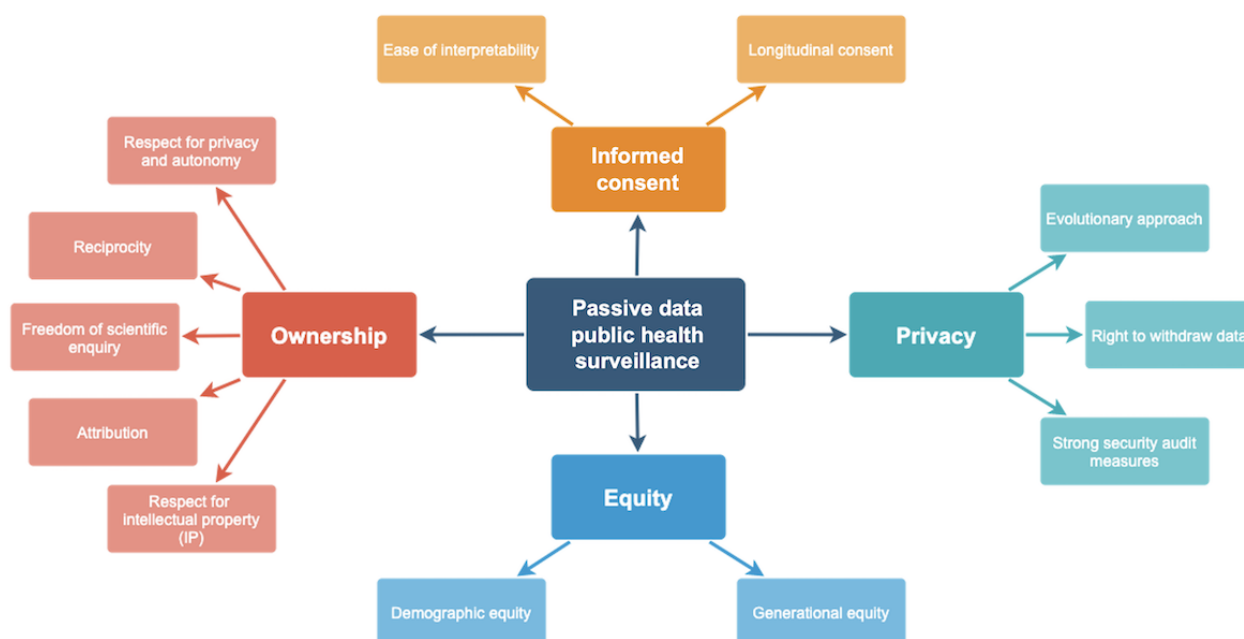 Ease of interpretability
Longitudinal consent
Informed
consent
Respect for privacy
and autonomy
Reciprocity
Freedom of scientific
enquiry
Attribution
Respect for
intellectual property
(IP)
Ownership
Passive data
public health
surveillance
Privacy
Evolutionary approach
Right to withdraw data
Strong security audit
measures
Equity
Demographic equity
Generational equity